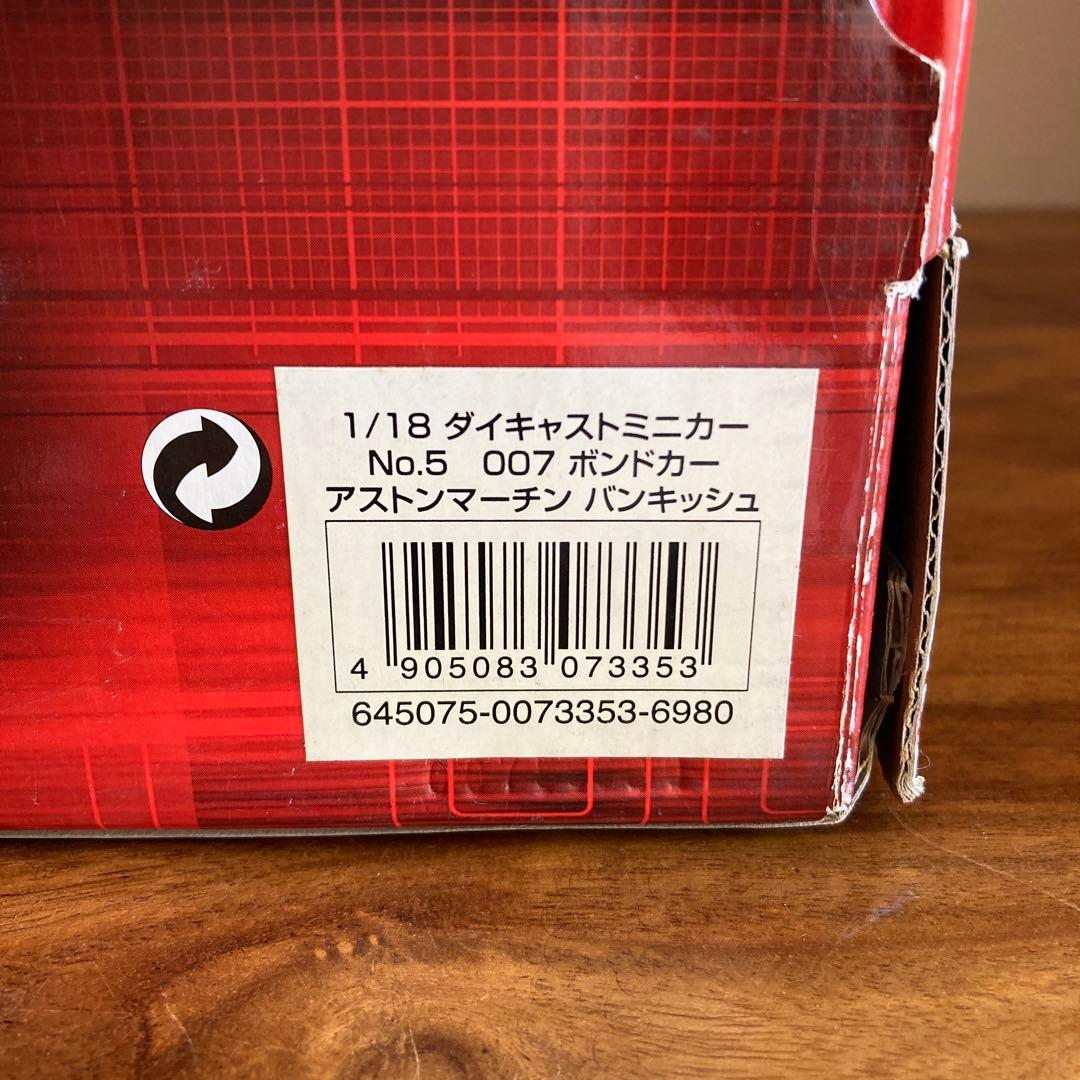 1/18 ダイキャストミニカー
No.5 007 ボンドカー
アストンマーチン バンキッシュ
4 905083 073353
645075-0073353-6980